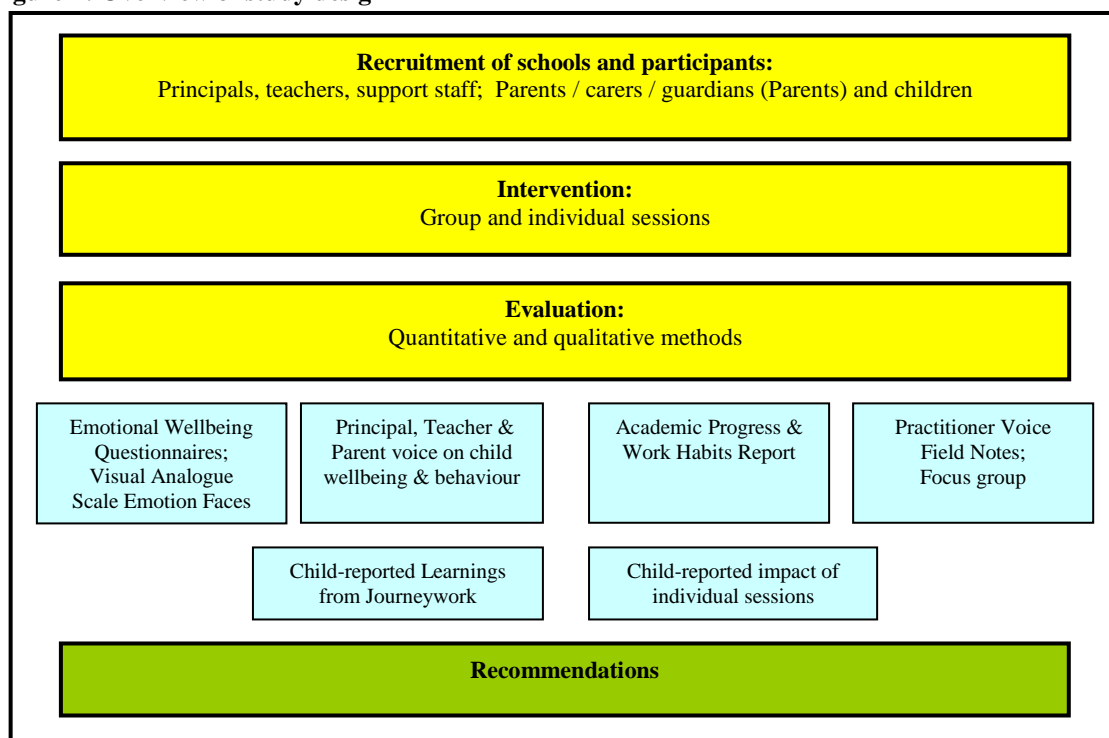 Recruitment of schools and participants:
Principals, teachers, support staff; Parents / carers / guardians (Parents) and children
Intervention:
Group and individual sessions
Evaluation:
Quantitative and qualitative methods
Emotional Wellbeing
Questionnaires;
Visual Analogue
Scale Emotion Faces
Principal, Teacher &
Parent voice on child
wellbeing & behaviour
Academic Progress &
Work Habits Report
Practitioner Voice
Field Notes;
Focus group
Child-reported Learnings
from Journeywork
Child-reported impact of
individual sessions
Recommendations